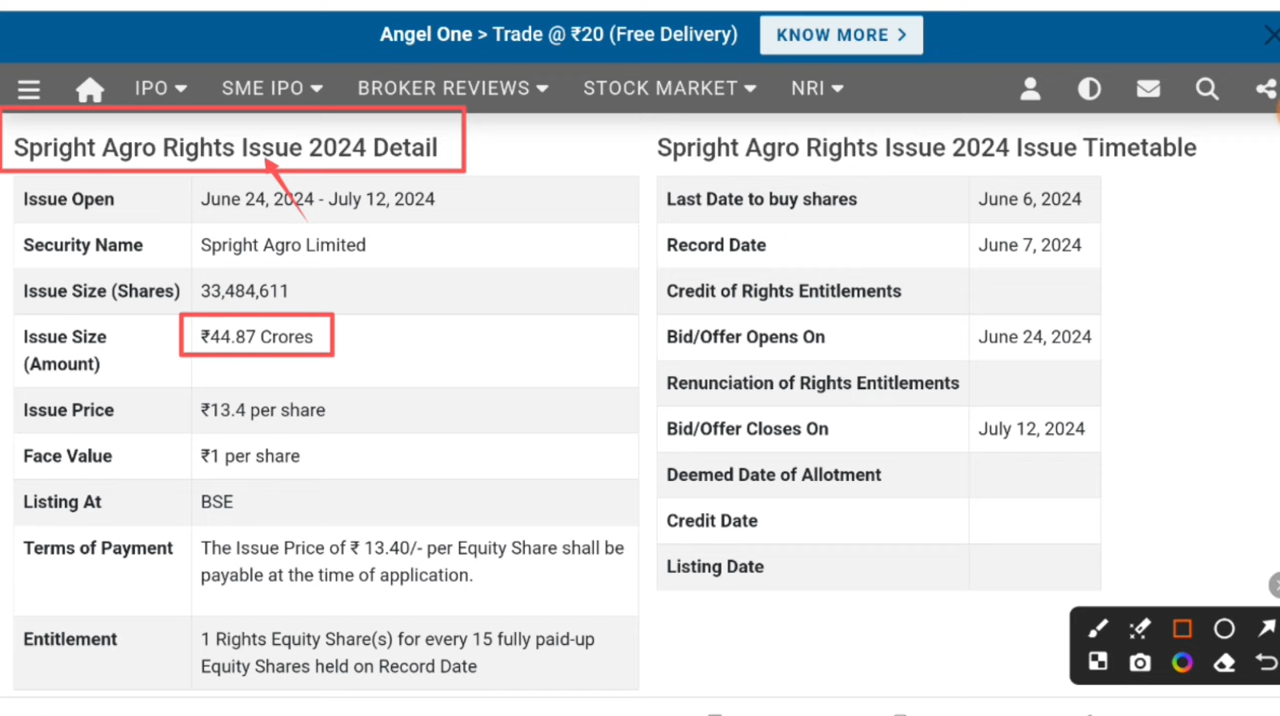 Angel One > Trade @ ₹20 (Free Delivery)
KNOW MORE >
IPO
SME IPO
BROKER REVIEWS
STOCK MARKET
NRI
Spright Agro Rights Issue 2024 Detail
Issue Open June 24, 2024 - July 12, 2024
Security Name Spright Agro Limited
Issue Size (Shares) 33,484,611
Issue Size ₹44.87 Crores
(Amount)
Issue Price ₹13.4 per share
Face Value ₹1 per share
Listing At BSE
Terms of Payment The Issue Price of ₹ 13.40/- per Equity Share shall be
payable at the time of application.
Entitlement 1 Rights Equity Share(s) for every 15 fully paid-up
Equity Shares held on Record Date
Spright Agro Rights Issue 2024 Issue Timetable
Last Date to buy shares June 6, 2024
Record Date June 7, 2024
Credit of Rights Entitlements
Bid/Offer Opens On June 24, 2024
Renunciation of Rights Entitlements
Bid/Offer Closes On July 12, 2024
Deemed Date of Allotment
Credit Date
Listing Date